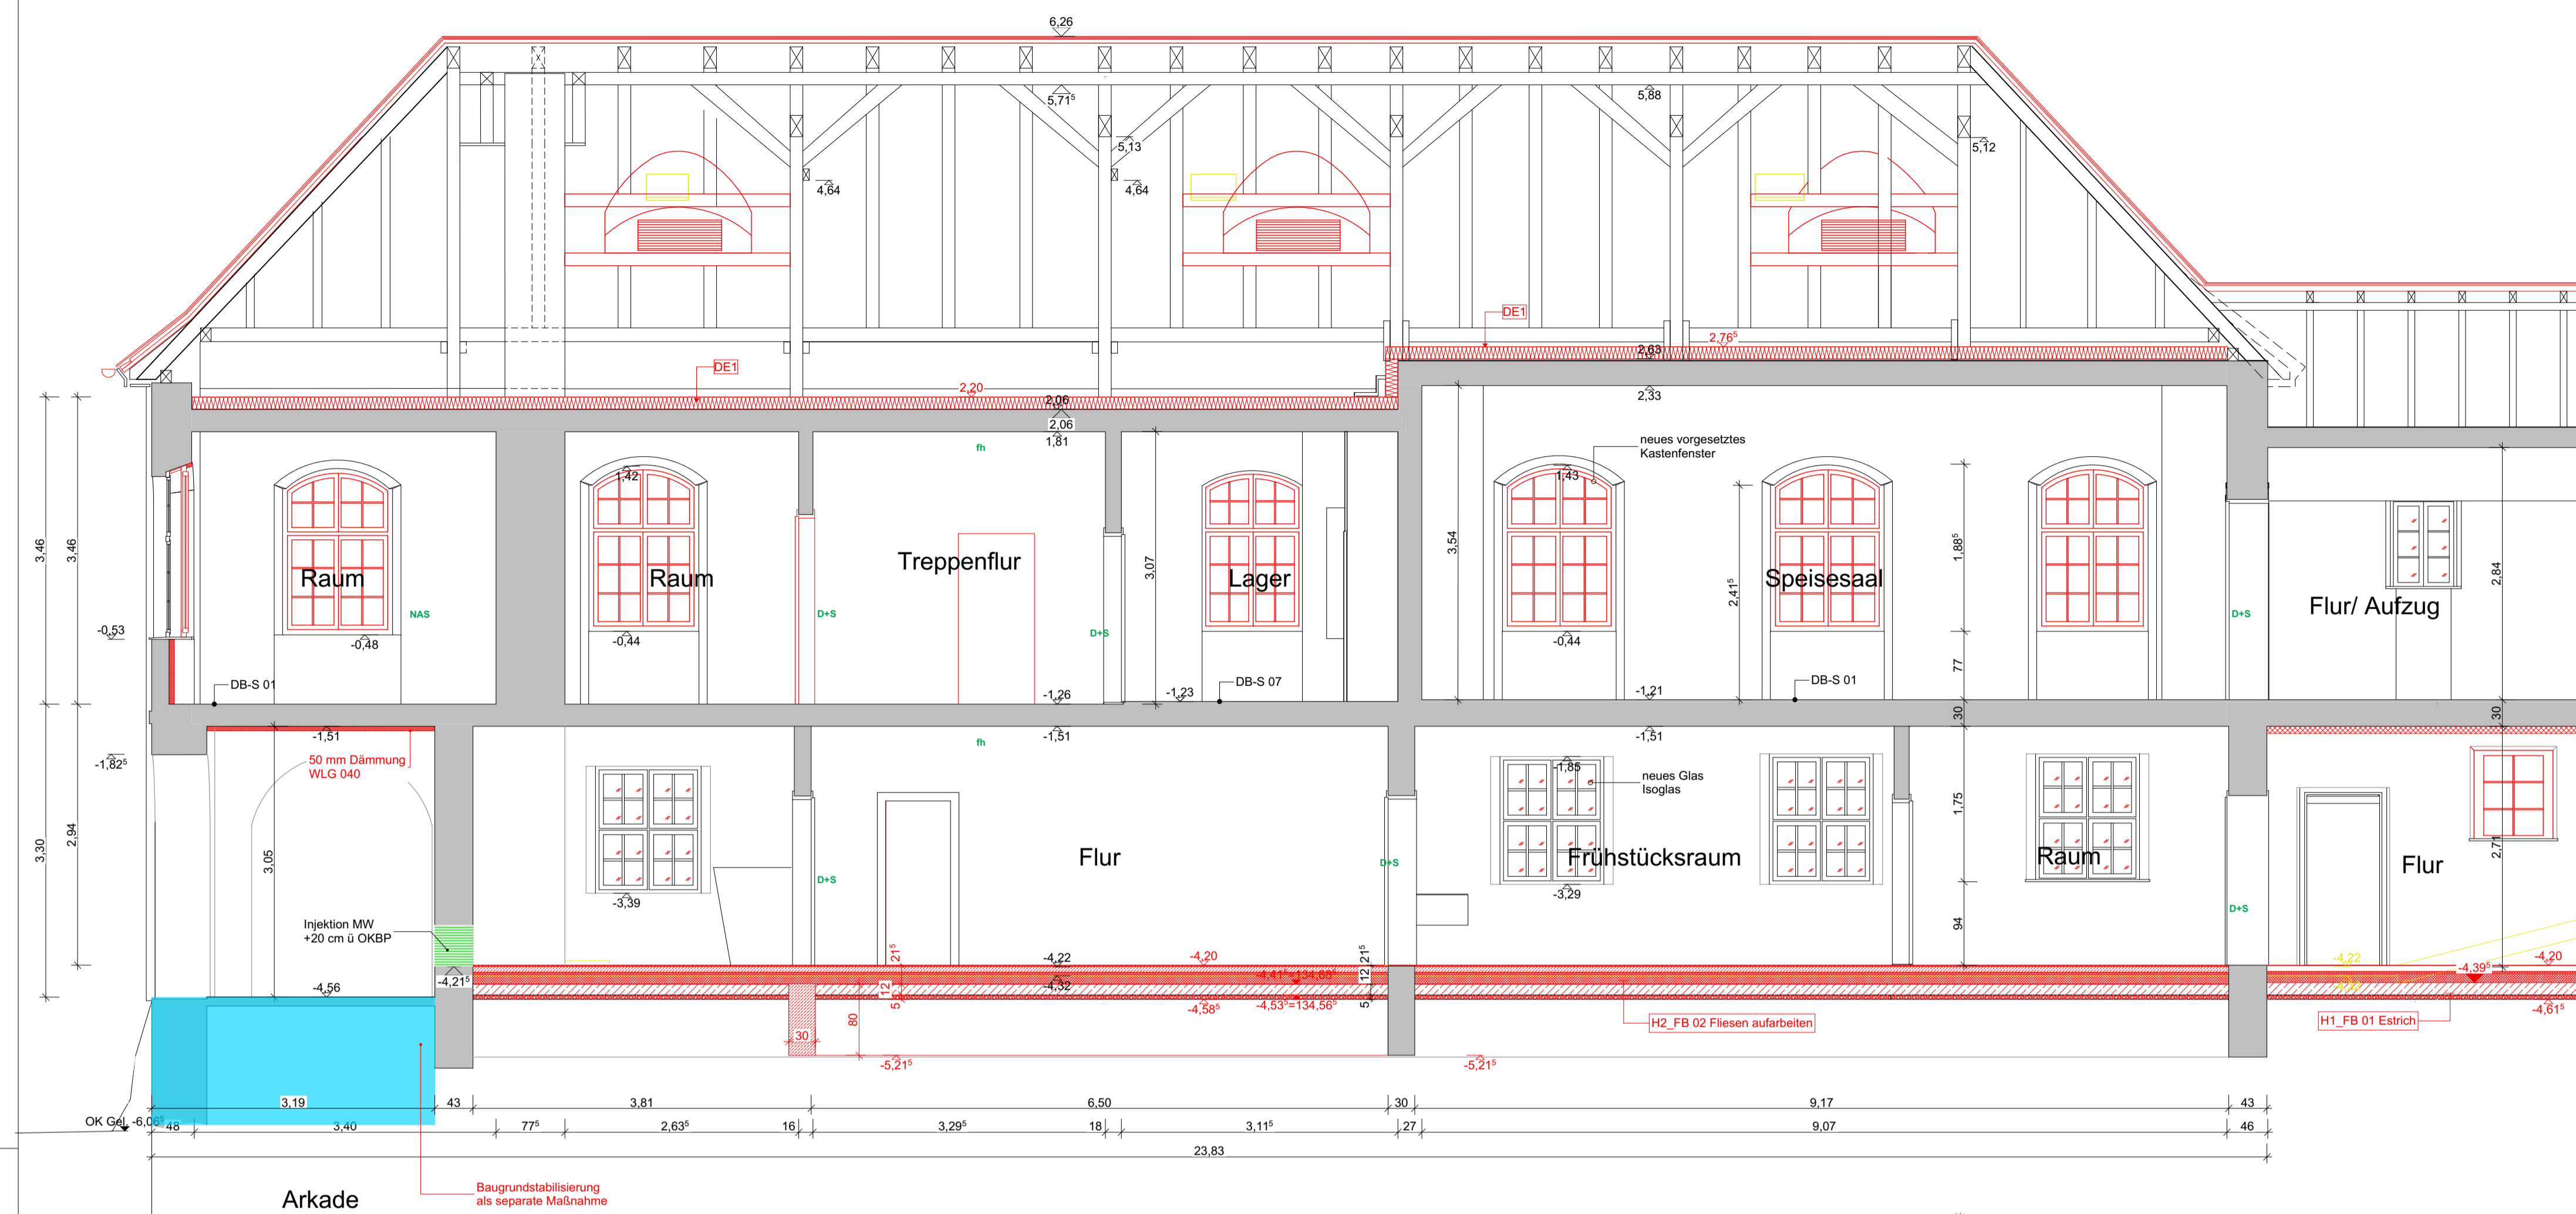 6,26
5,71⁵
5,88
5,13
5,12
4,64
4,64
DE1
2,76⁵
2,63
DE1
2,20
2,06
2,06
1,81
2,33
fh
neues vorgesetztes
Kastenfenster
1,42
1,43
3,46
3,46
3,07
3,54
2,41⁵
1,88⁵
2,84
Raum
Raum
Treppenflur
Lager
Speisesaal
Flur/ Aufzug
NAS
D+S
D+S
D+S
-0,53
-0,48
-0,44
-0,44
77
DB-S 01
DB-S 07
DB-S 01
-1,26
-1,23
-1,21
30
30
-1,51
-1,51
-1,51
fh
-1,82⁵
50 mm Dämmung
WLG 040
-1,85
neues Glas
Isoglas
3,30
2,94
3,05
1,75
2,71
Flur
Frühstücksraum
Raum
Flur
D+S
D+S
D+S
-3,39
-3,29
94
Injektion MW
+20 cm ü OKBP
-4,21⁵
-4,56
21⁵
12
5
-4,22
-4,32
-4,20
-4,41⁵=134,68⁵
-4,53⁵=134,56⁵
-4,58⁵
21⁵
12
5
-4,22
-4,39⁵
-4,20
-4,61⁵
30
80
-5,21⁵
-5,21⁵
H2_FB 02 Fliesen aufarbeiten
H1_FB 01 Estrich
3,19
43
3,81
6,50
30
9,17
43
OK Gel. -6,06⁵
48
3,40
77⁵
2,63⁵
16
3,29⁵
18
3,11⁵
27
9,07
46
23,83
Arkade
Baugrundstabilisierung
als separate Maßnahme